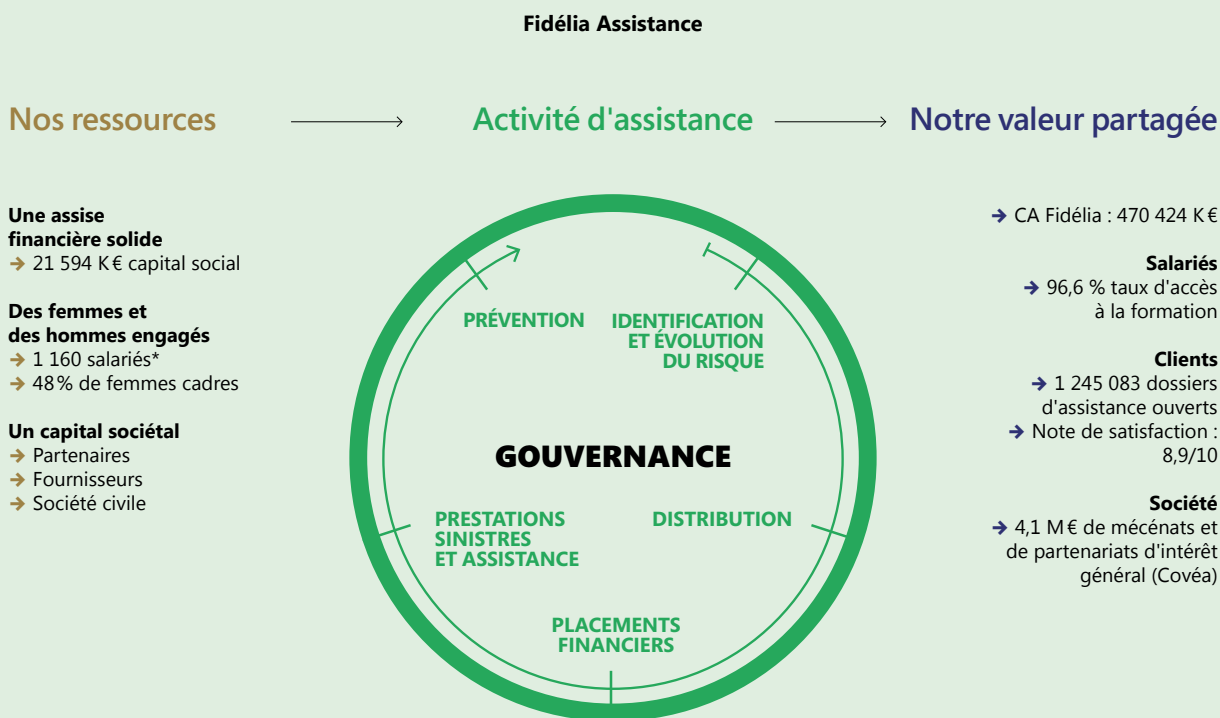 Fidélia Assistance
Nos ressources
Activité d'assistance
Notre valeur partagée
Une assise
financière solide
→ 21 594 K€ capital social
Des femmes et
des hommes engagés
→ 1 160 salariés*
→ 48% de femmes cadres
Un capital sociétal
→ Partenaires
→ Fournisseurs
→ Société civile
PRÉVENTION
IDENTIFICATION
ET ÉVOLUTION
DU RISQUE
GOUVERNANCE
PRESTATIONS
SINISTRES
ET ASSISTANCE
DISTRIBUTION
PLACEMENTS
FINANCIERS
→ CA Fidélia : 470 424 K€
Salariés
→ 96,6 % taux d'accès
à la formation
Clients
→ 1 245 083 dossiers
d'assistance ouverts
→ Note de satisfaction :
8,9/10
Société
→ 4,1 M€ de mécénats et
de partenariats d'intérêt
général (Covéa)